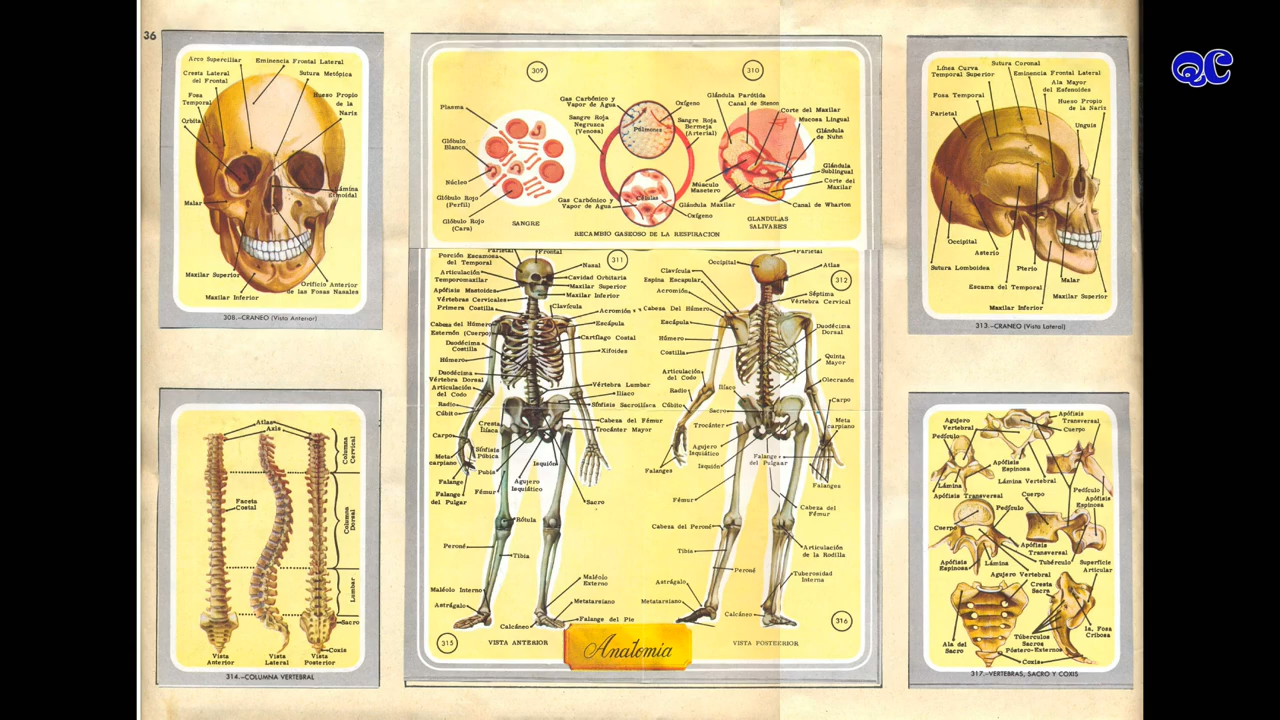 36
QC
Arco Superciliar
Eminencia Frontal Lateral
Cresta Lateral
del Frontal
Sutura Metópica
Fosa
Temporal
Hueso Propio
de la
Nariz
Orbita
Lámina
Etmoidal
Malar
Maxilar Superior
Orificio Anterior
de las Fosas Nasales
Maxilar Inferior
308.-CRANEO (Vista Anterior)
309
310
Plasma
Glóbulo
Blanco
Núcleo
Glóbulo Rojo
(Perfil)
Glóbulo Rojo
(Cara)
SANGRE
Gas Carbónico y
Vapor de Agua
Oxígeno
Sangre Roja
Negruzca
(Venosa)
Pulmones
Sangre Roja
Bermeja
(Arterial)
Células
Gas Carbónico y
Vapor de Agua
Oxígeno
RECAMBIO GASEOSO DE LA RESPIRACION
Glándula Parótida
Canal de Stenon
Corte del Maxilar
Mucosa Lingual
Glándula
de Nuhn
Glándula
Sublingual
Corte del
Maxilar
Músculo
Masetero
Glándula Maxilar
Canal de Wharton
GLANDULAS
SALIVARES
Línea Curva
Temporal Superior
Sutura Coronal
Eminencia Frontal Lateral
Ala Mayor
del Esfenoides
Fosa Temporal
Hueso Propio
de la Nariz
Parietal
Unguis
Occipital
Asterio
Sutura Lomboidea
Pterio
Malar
Escama del Temporal
Maxilar Superior
Maxilar Inferior
313.-CRANEO (Vista Lateral)
311
Parietal
Frontal
Porción Escamosa
del Temporal
Nasal
Articulación
Temporomaxilar
Cavidad Orbitaria
Maxilar Superior
Apófisis Mastoides
Maxilar Inferior
Vértebras Cervicales
Clavícula
Primera Costilla
Acromión
Cabeza del Húmero
Escápula
Esternón (Cuerpo)
Cartílago Costal
Duodécima
Costilla
Xifoides
Húmero
Duodécima
Vértebra Dorsal
Vértebra Lumbar
Articulación
del Codo
Ilíaco
Radio
Sínfisis Sacroilíaca
Cúbit
Cresta
Ilíaca
Cabeza del Fémur
Trocánter Mayor
Carpo
Sínfisis
Púbica
Meta
carpiano
Pubis
Isquión
Falange
Agujero
Isquiático
Fémur
Falange
del Pulgar
Sacro
Rótula
Peroné
Tibia
Maléolo
Externo
Maléolo Interno
Metatarsiano
Astrágalo
Falange del Pie
Calcáneo
315
VISTA ANTERIOR
312
Parietal
Occipital
Atlas
Clavícula
Espina Escapular
Acromión
Séptima
Vértebra Cervical
Cabeza Del Húmero
Escápula
Duodécima
Dorsal
Húmero
Costilla
Quinta
Mayor
Articulación
del Codo
Olecranón
Radio
Ilíaco
Cúbito
Carpo
Sacro
Trocánter
Meta
carpiano
Agujero
Isquiático
Falange
del Pulgar
Isquión
Falanges
Falanges
Fémur
Cabeza del
Fémur
Cabeza del Peroné
Tibia
Articulación
de la Rodilla
Peroné
Tuberosidad
Interna
Astrágalo
Metatarsiano
Calcáneo
316
VISTA POSTERIOR
Anatomía
Atlas
Axis
Columna
Cervical
Faceta
Costal
Columna
Dorsal
Lumbar
Sacro
Coxis
Vista
Anterior
Vista
Lateral
Vista
Posterior
314.-COLUMNA VERTEBRAL
Agujero
Vertebral
Apófisis
Transversal
Cuerpo
Pedículo
Apófisis
Espinosa
Lámina
Lámina Vertebral
Pedículo
Apófisis Transversal
Cuerpo
Apófisis
Espinosa
Pedículo
Cuerpo
Apófisis
Transversal
Apófisis
Espinosa
Lámina
Tubérculo
Superficie
Articular
Agujero Vertebral
Cresta
Sacra
1a. Fosa
Cribosa
Ala del
Sacro
Túberculos
Sacros
Póstero-Externos
Coxis
317.-VERTEBRAS, SACRO Y COXIS